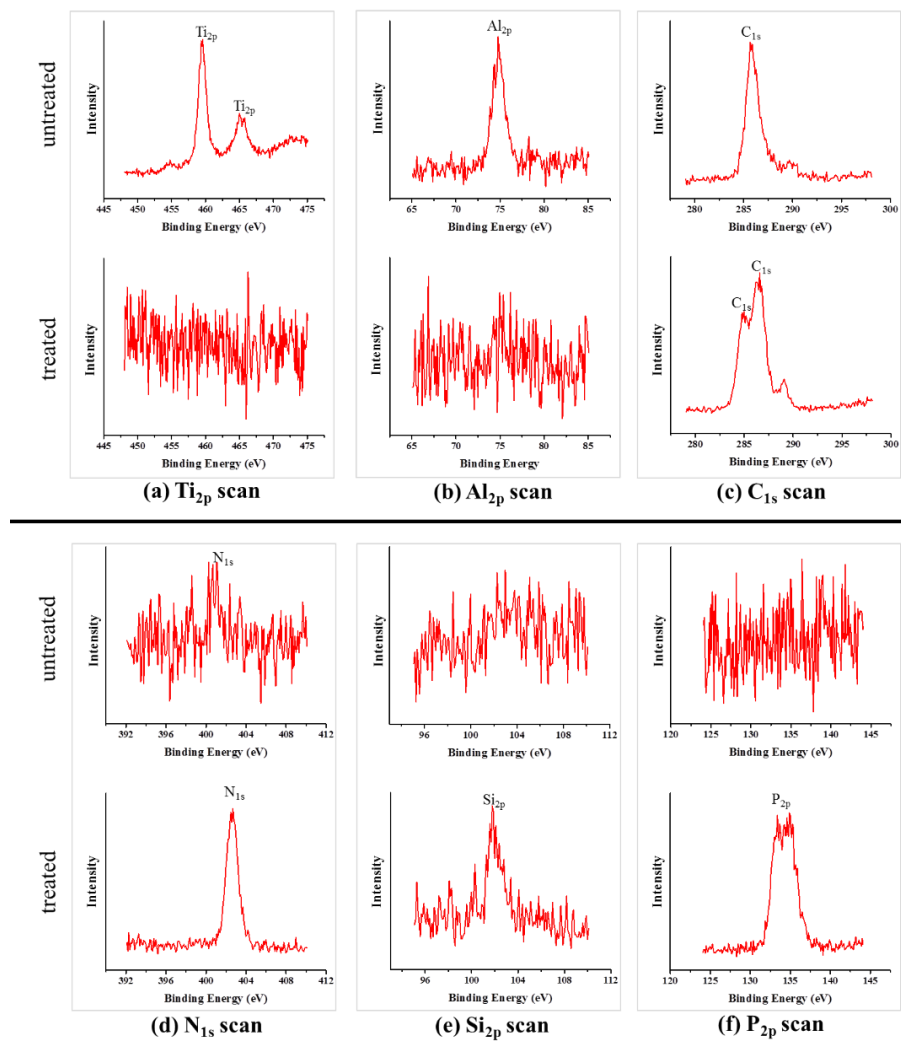 untreated
Intensity
Ti₂ₚ
Ti₂ₚ
445 450 455 460 465 470 475
Binding Energy (eV)
Intensity
Al₂ₚ
65 70 75 80 85
Binding Energy (eV)
Intensity
C₁ₛ
280 285 290 295 300
Binding Energy (eV)
treated
Intensity
445 450 455 460 465 470 475
Binding Energy (eV)
Intensity
65 70 75 80 85
Binding Energy
Intensity
C₁ₛ
C₁ₛ
280 285 290 295 300
Binding Energy (eV)
(a) Ti₂ₚ scan
(b) Al₂ₚ scan
(c) C₁ₛ scan
untreated
Intensity
N₁ₛ
392 396 400 404 408 412
Binding Energy (eV)
Intensity
96 100 104 108 112
Binding Energy (eV)
Intensity
120 125 130 135 140 145
Binding Energy (eV)
treated
Intensity
N₁ₛ
392 396 400 404 408 412
Binding Energy (eV)
Intensity
Si₂ₚ
96 100 104 108 112
Binding Energy (eV)
Intensity
P₂ₚ
120 125 130 135 140 145
Binding Energy (eV)
(d) N₁ₛ scan
(e) Si₂ₚ scan
(f) P₂ₚ scan